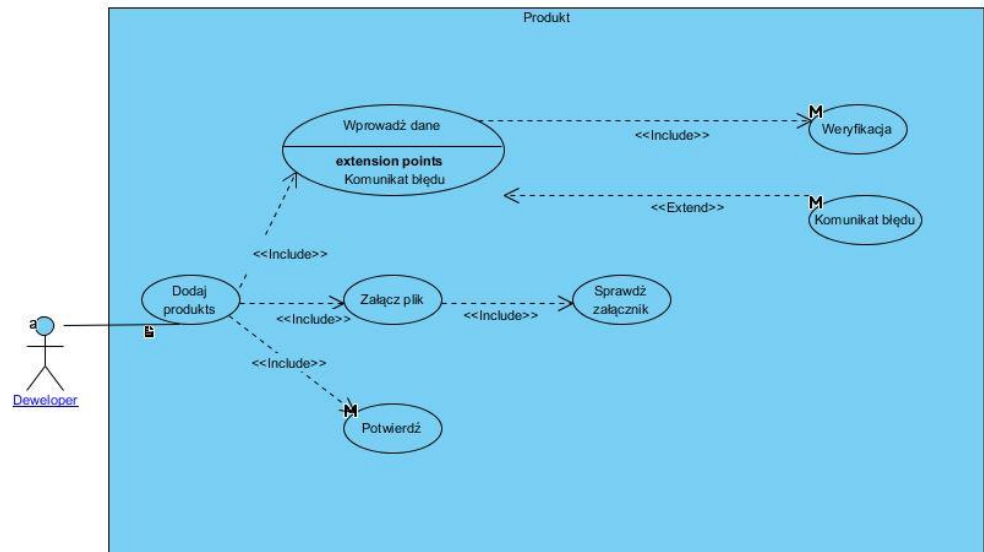 Produkt
Wprowadź dane
extension points
Komunikat błędu
M
Weryfikacja
<<Include>>
<<Extend>>
M
Komunikat błędu
<<Include>>
Dodaj
produkts
Załącz plik
Sprawdź
załącznik
<<Include>>
<<Include>>
a
<<Include>>
Deweloper
M
Potwierdź